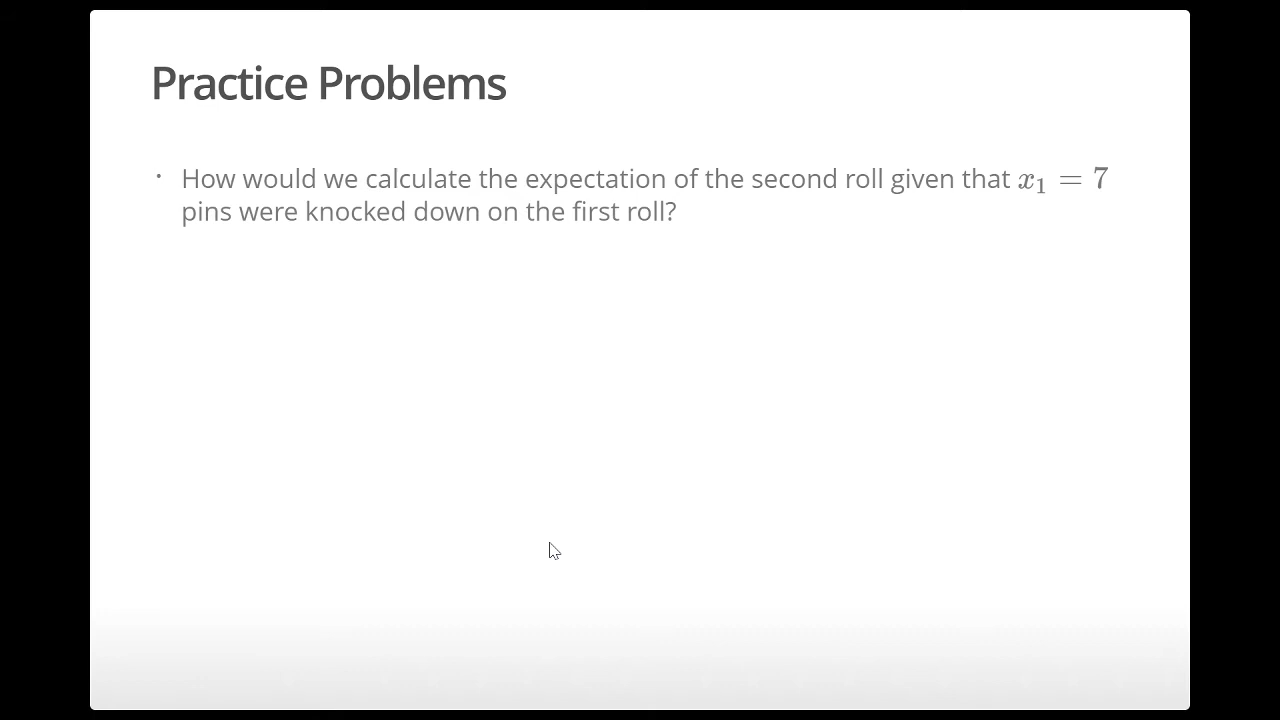 Practice Problems
• How would we calculate the expectation of the second roll given that x₁ = 7
pins were knocked down on the first roll?